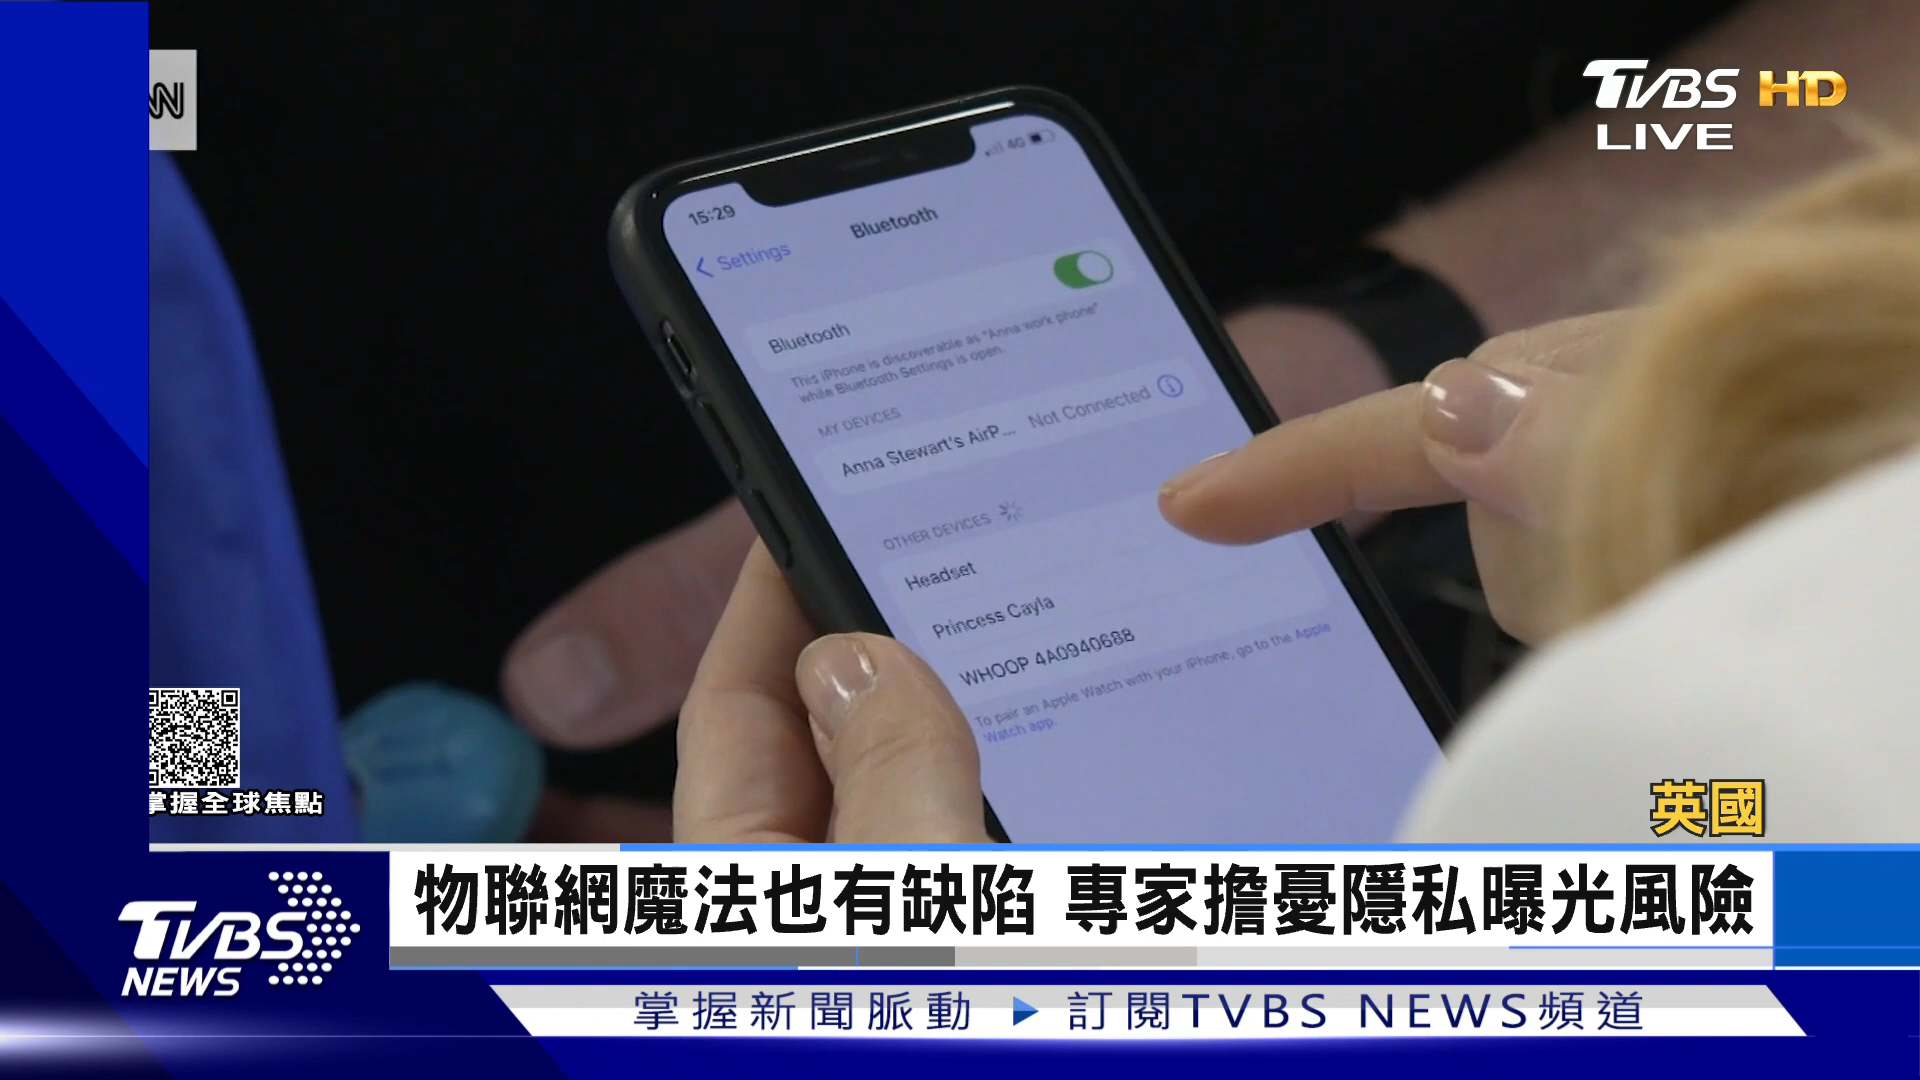 NN
TVBS HD
LIVE
4G
15:29
Settings
Bluetooth
Bluetooth
This iPhone is discoverable as "Anna work phone"
while Bluetooth Settings is open.
MY DEVICES
Anna Stewart's AirP... Not Connected
OTHER DEVICES
Headset
Princess Cayla
WHOOP 4A0940688
To pair an Apple Watch with your iPhone, go to the Apple
Watch app.
掌握全球焦點
英國
物聯網魔法也有缺陷 專家擔憂隱私曝光風險
TVBS
NEWS
掌握新聞脈動 訂閱TVBS NEWS頻道